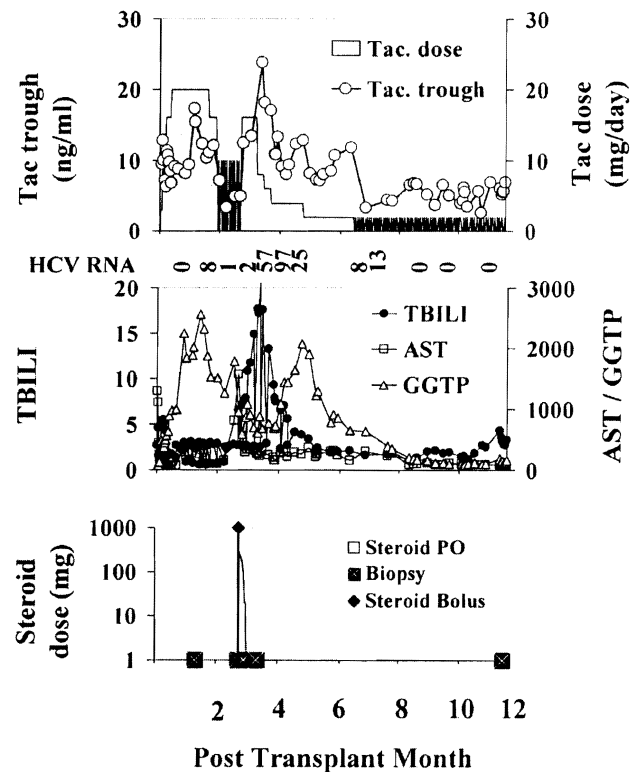 Tac trough
(ng/ml)
30
20
10
0
Tac. dose
Tac. trough
30
20
10
0
Tac dose
(mg/day)
HCV RNA
0 8 1 2 57 97 25 8 13 0 0 0
TBILI
20
15
10
5
0
TBILI
AST
GGTP
3000
2000
1000
0
AST / GGTP
Steroid
dose (mg)
1000
100
10
1
Steroid PO
Biopsy
Steroid Bolus
2 4 6 8 10 12
Post Transplant Month